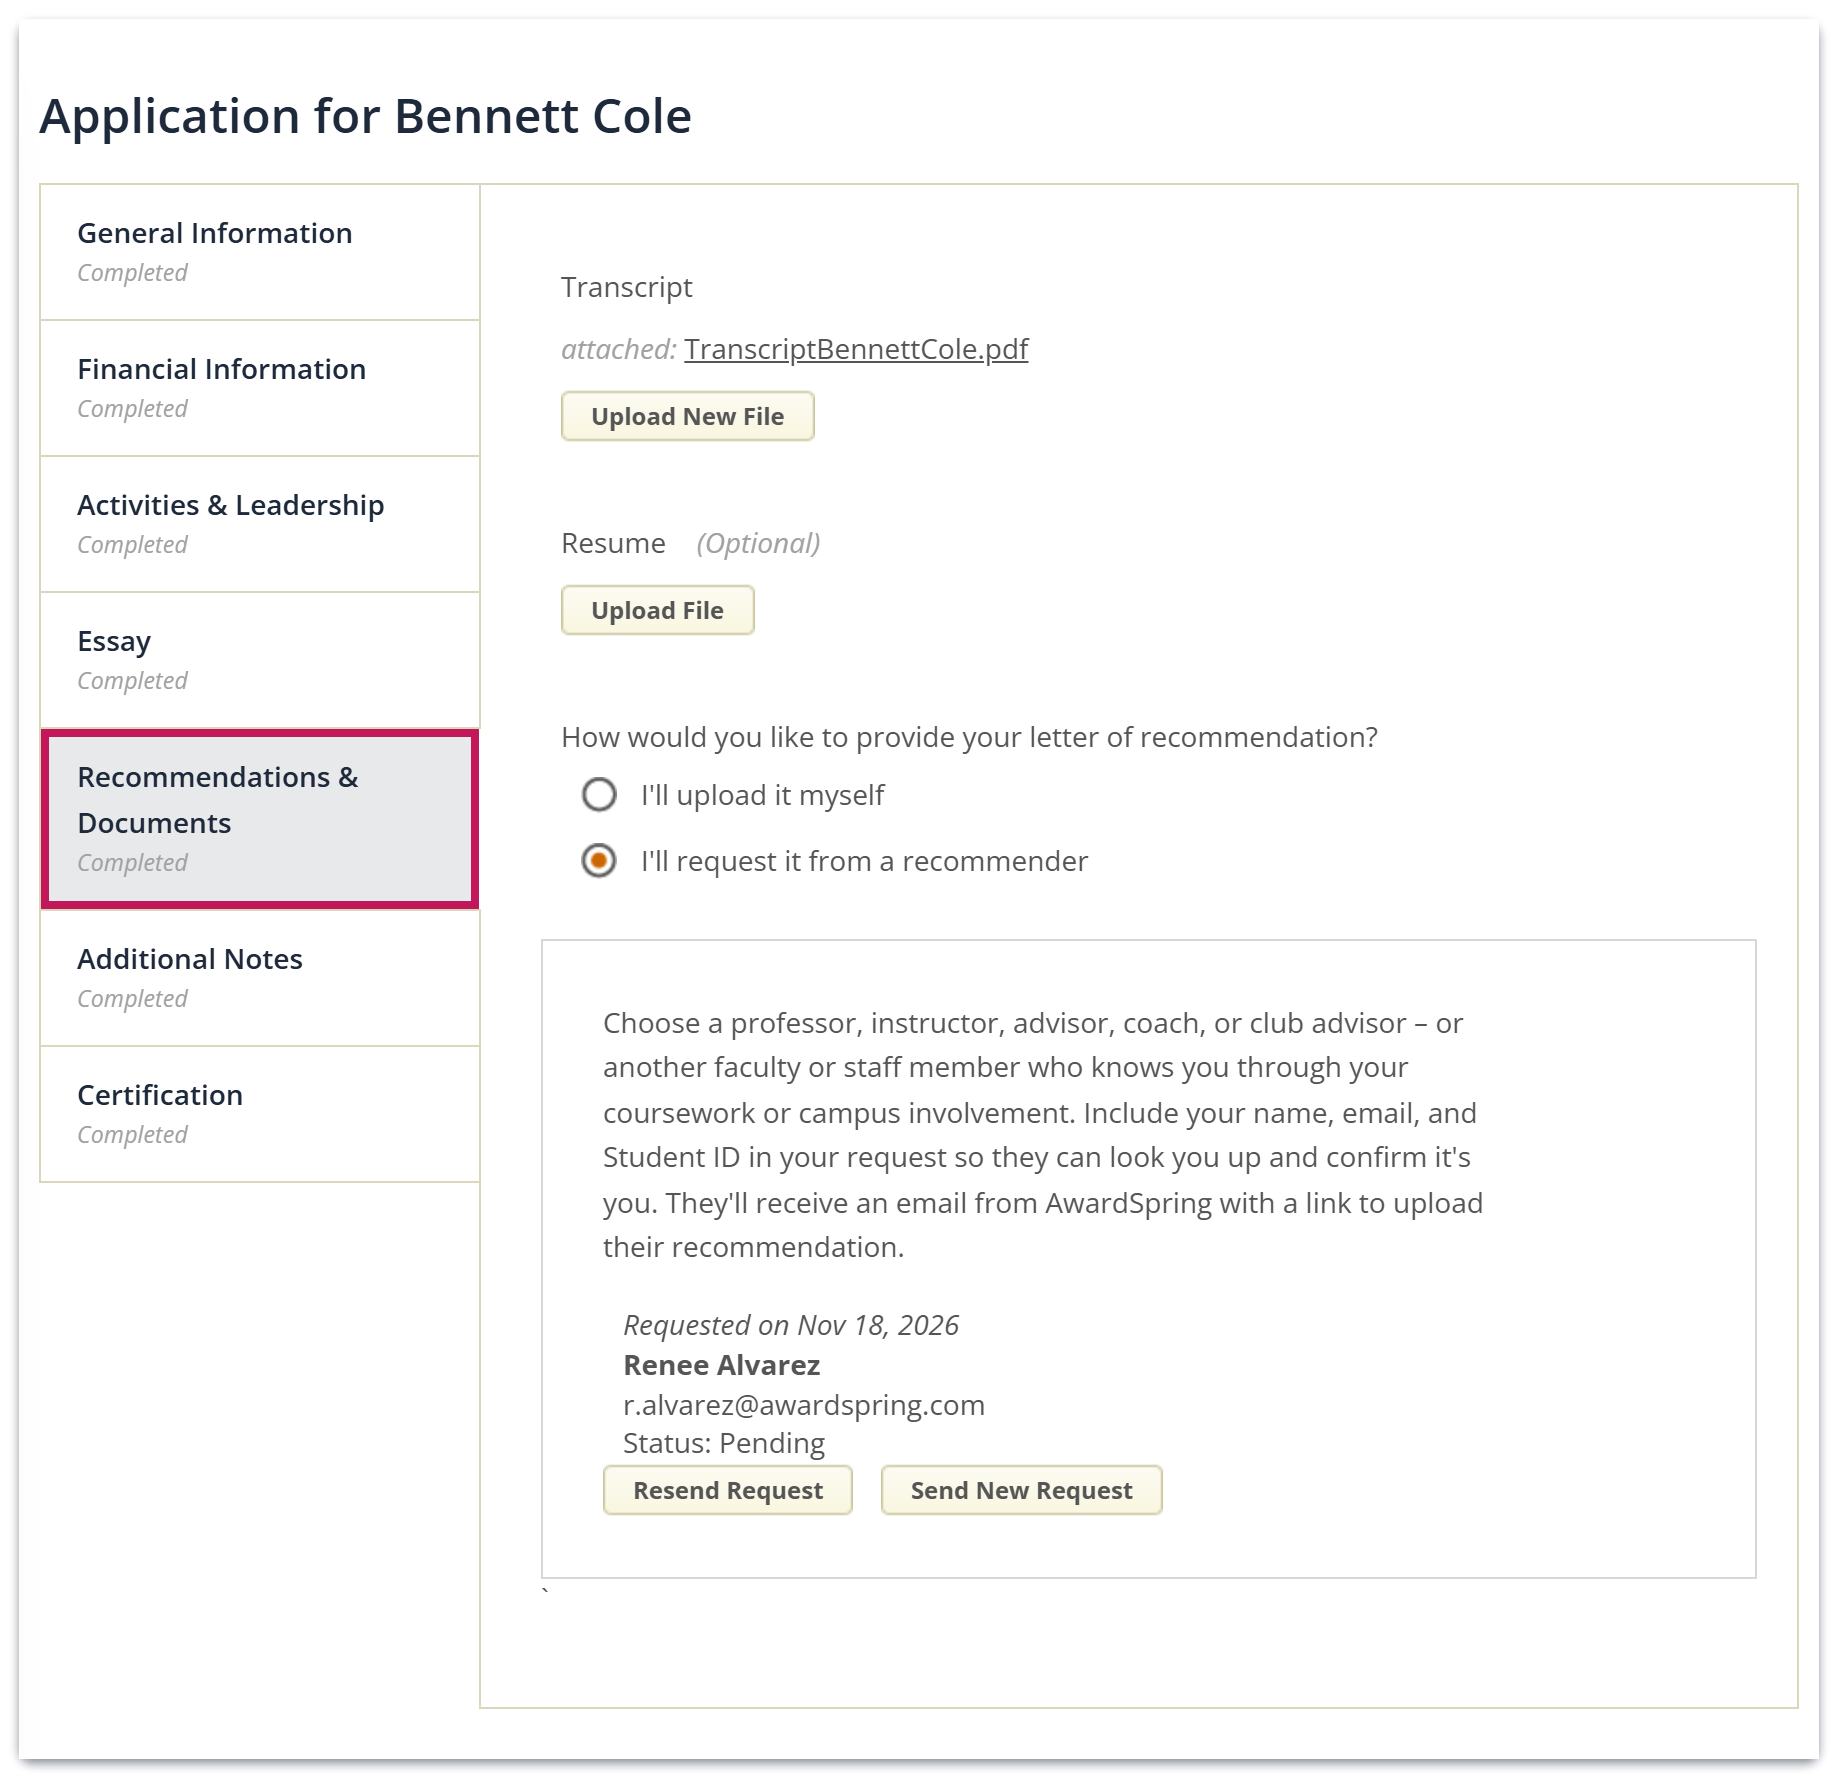 Application for Bennett Cole
General Information
Completed
Financial Information
Completed
Activities & Leadership
Completed
Essay
Completed
Recommendations &
Documents
Completed
Additional Notes
Completed
Certification
Completed
Transcript
attached: TranscriptBennettCole.pdf
Upload New File
Resume (Optional)
Upload File
How would you like to provide your letter of recommendation?
I'll upload it myself
I'll request it from a recommender
Choose a professor, instructor, advisor, coach, or club advisor – or
another faculty or staff member who knows you through your
coursework or campus involvement. Include your name, email, and
Student ID in your request so they can look you up and confirm it's
you. They'll receive an email from AwardSpring with a link to upload
their recommendation.
Requested on Nov 18, 2026
Renee Alvarez
r.alvarez@awardspring.com
Status: Pending
Resend Request Send New Request
`